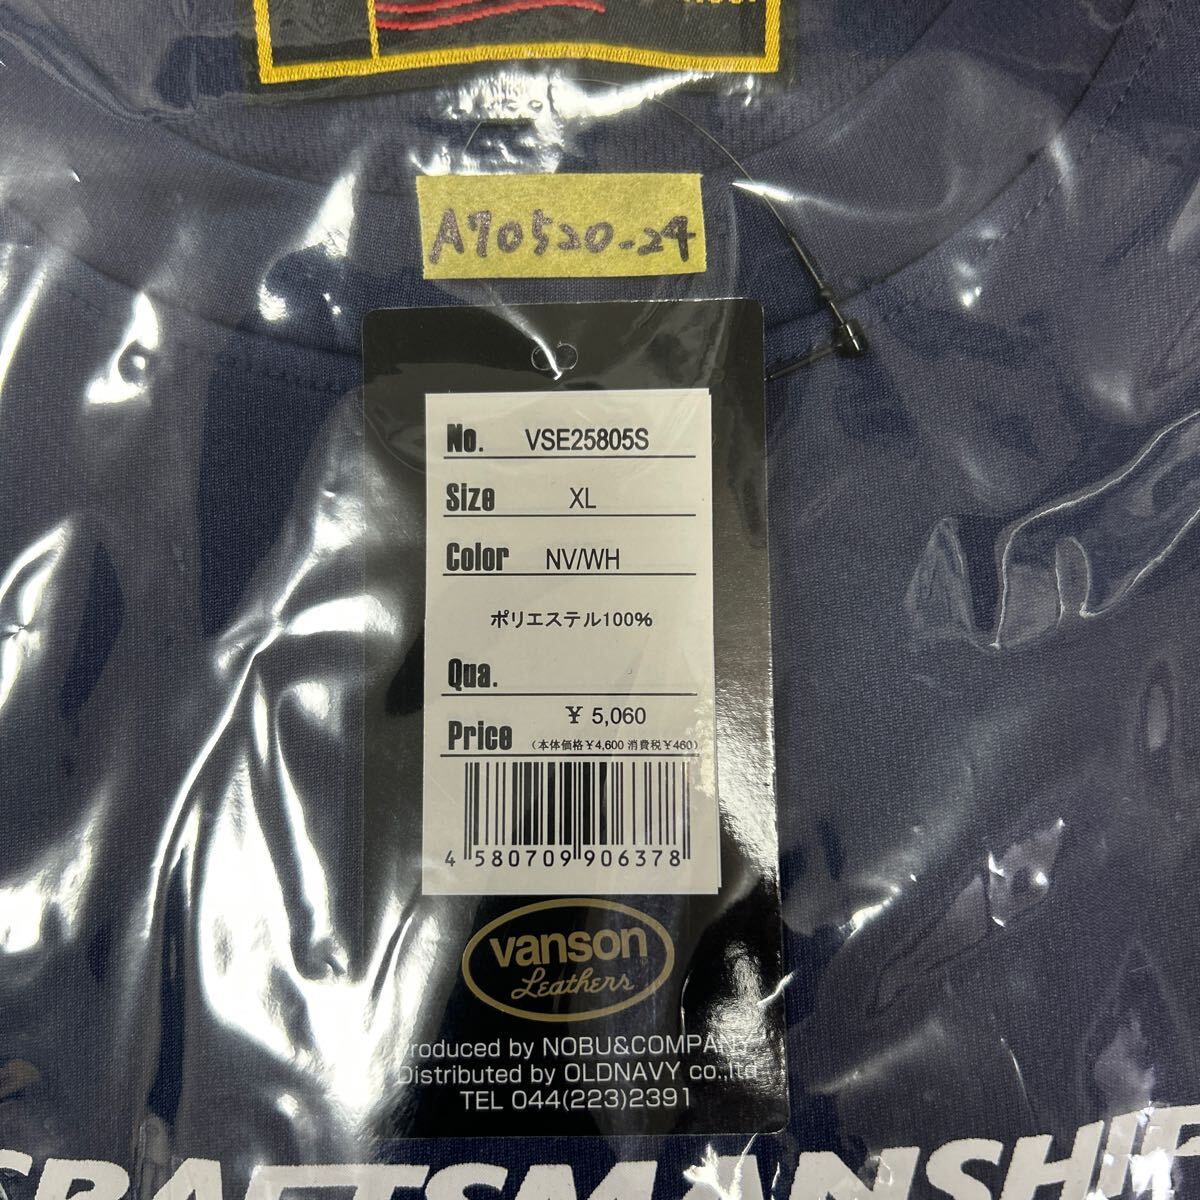 A70520-24
No. VSE25805S
Size XL
Color NV/WH
ポリエステル100%
Qua.
Price ¥ 5,060
(本体価格¥4,600 消費税¥460)
4 580709 906378
vanson
Leathers
Produced by NOBU&COMPANY
Distributed by OLDNAVY co.,ltd
TEL 044(223)2391
CRAFTSMANSHIP